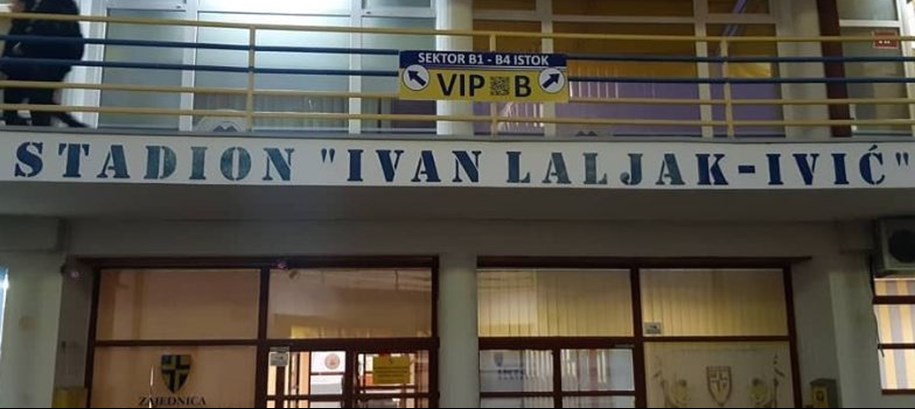 SEKTOR B1 - B4 ISTOK
VIP B
STADION "IVAN LALJAK-IVIĆ"
ZAJEDNICA